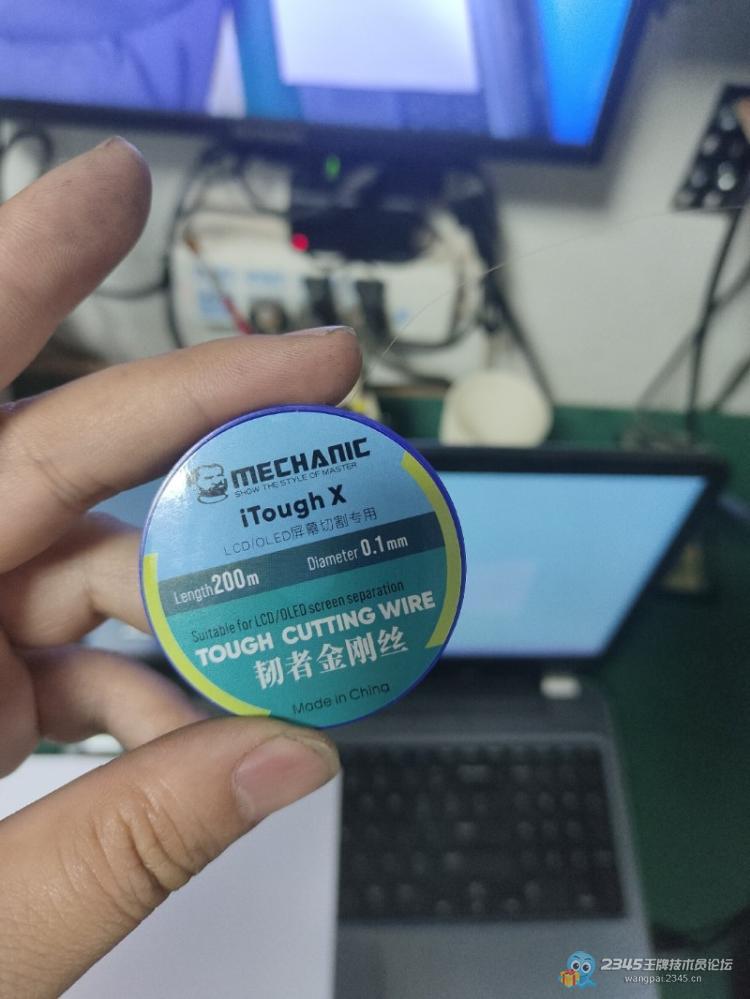 MECHANIC
SHOW THE STYLE OF MASTER
iTough X
LCD/OLED屏幕切割专用
Length 200m Diameter 0.1mm
Suitable for LCD/OLED screen separation
TOUGH CUTTING WIRE
韧者金刚丝
Made in China
2345王牌技术员论坛
wangpai.2345.cn